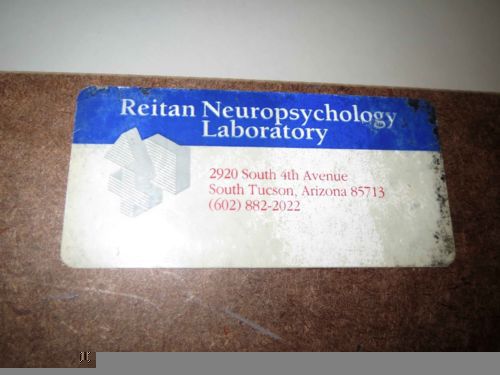 Reitan Neuropsychology
Laboratory
2920 South 4th Avenue
South Tucson, Arizona 85713
(602) 882-2022